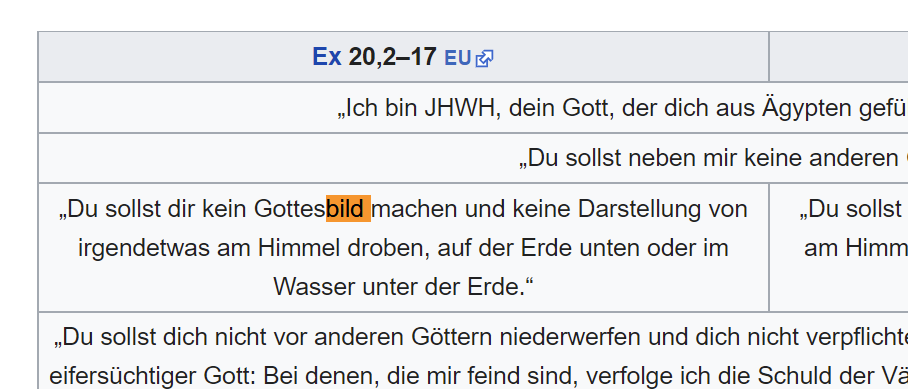 Ex 20,2–17 EU
„Ich bin JHWH, dein Gott, der dich aus Ägypten gefü
„Du sollst neben mir keine anderen
„Du sollst dir kein Gottesbild machen und keine Darstellung von
irgendetwas am Himmel droben, auf der Erde unten oder im
Wasser unter der Erde.“
„Du sollst
am Himm
„Du sollst dich nicht vor anderen Göttern niederwerfen und dich nicht verpflichte
eifersüchtiger Gott: Bei denen, die mir feind sind, verfolge ich die Schuld der Vä